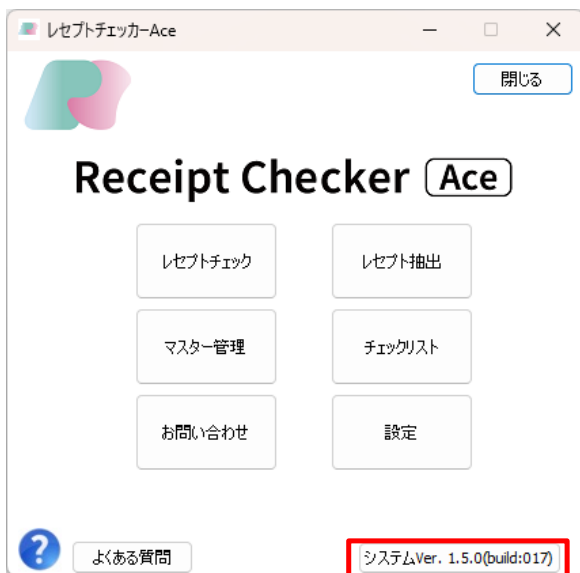 レセプトチェッカーAce
閉じる
Receipt Checker Ace
レセプトチェック
レセプト抽出
マスター管理
チェックリスト
お問い合わせ
設定
?
よくある質問
システムVer. 1.5.0(build:017)